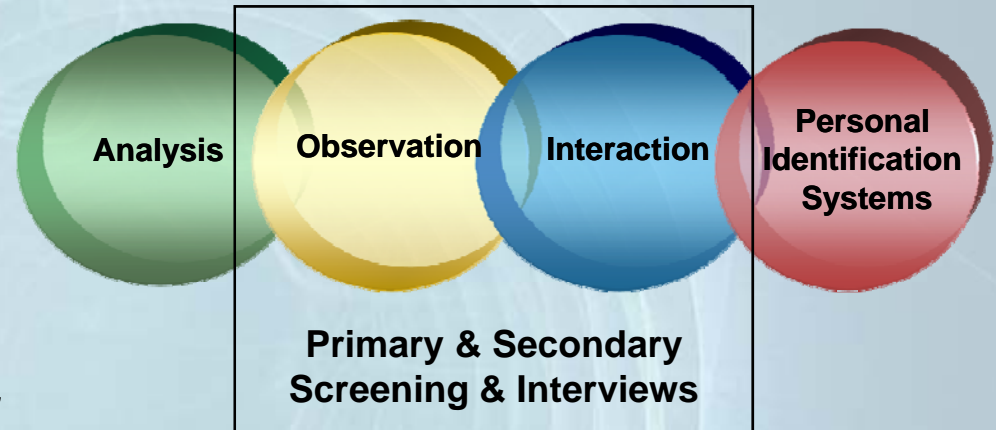 Analysis
Observation
Interaction
Personal
Identification
Systems
Primary & Secondary
Screening & Interviews